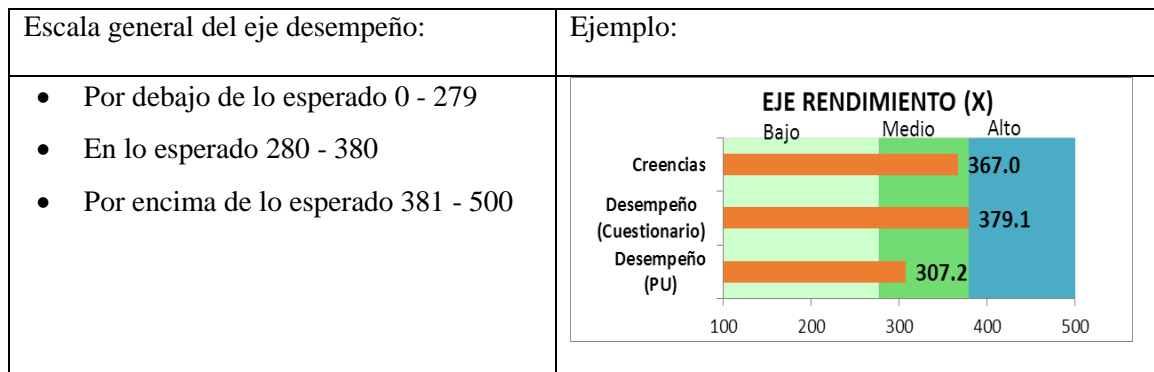 Escala general del eje desempeño:
Ejemplo:
• Por debajo de lo esperado 0 - 279
• En lo esperado 280 - 380
• Por encima de lo esperado 381 - 500
EJE RENDIMIENTO (X)
Bajo
Medio
Alto
Creencias
367.0
Desempeño
(Cuestionario)
379.1
Desempeño
(PU)
307.2
100 200 300 400 500